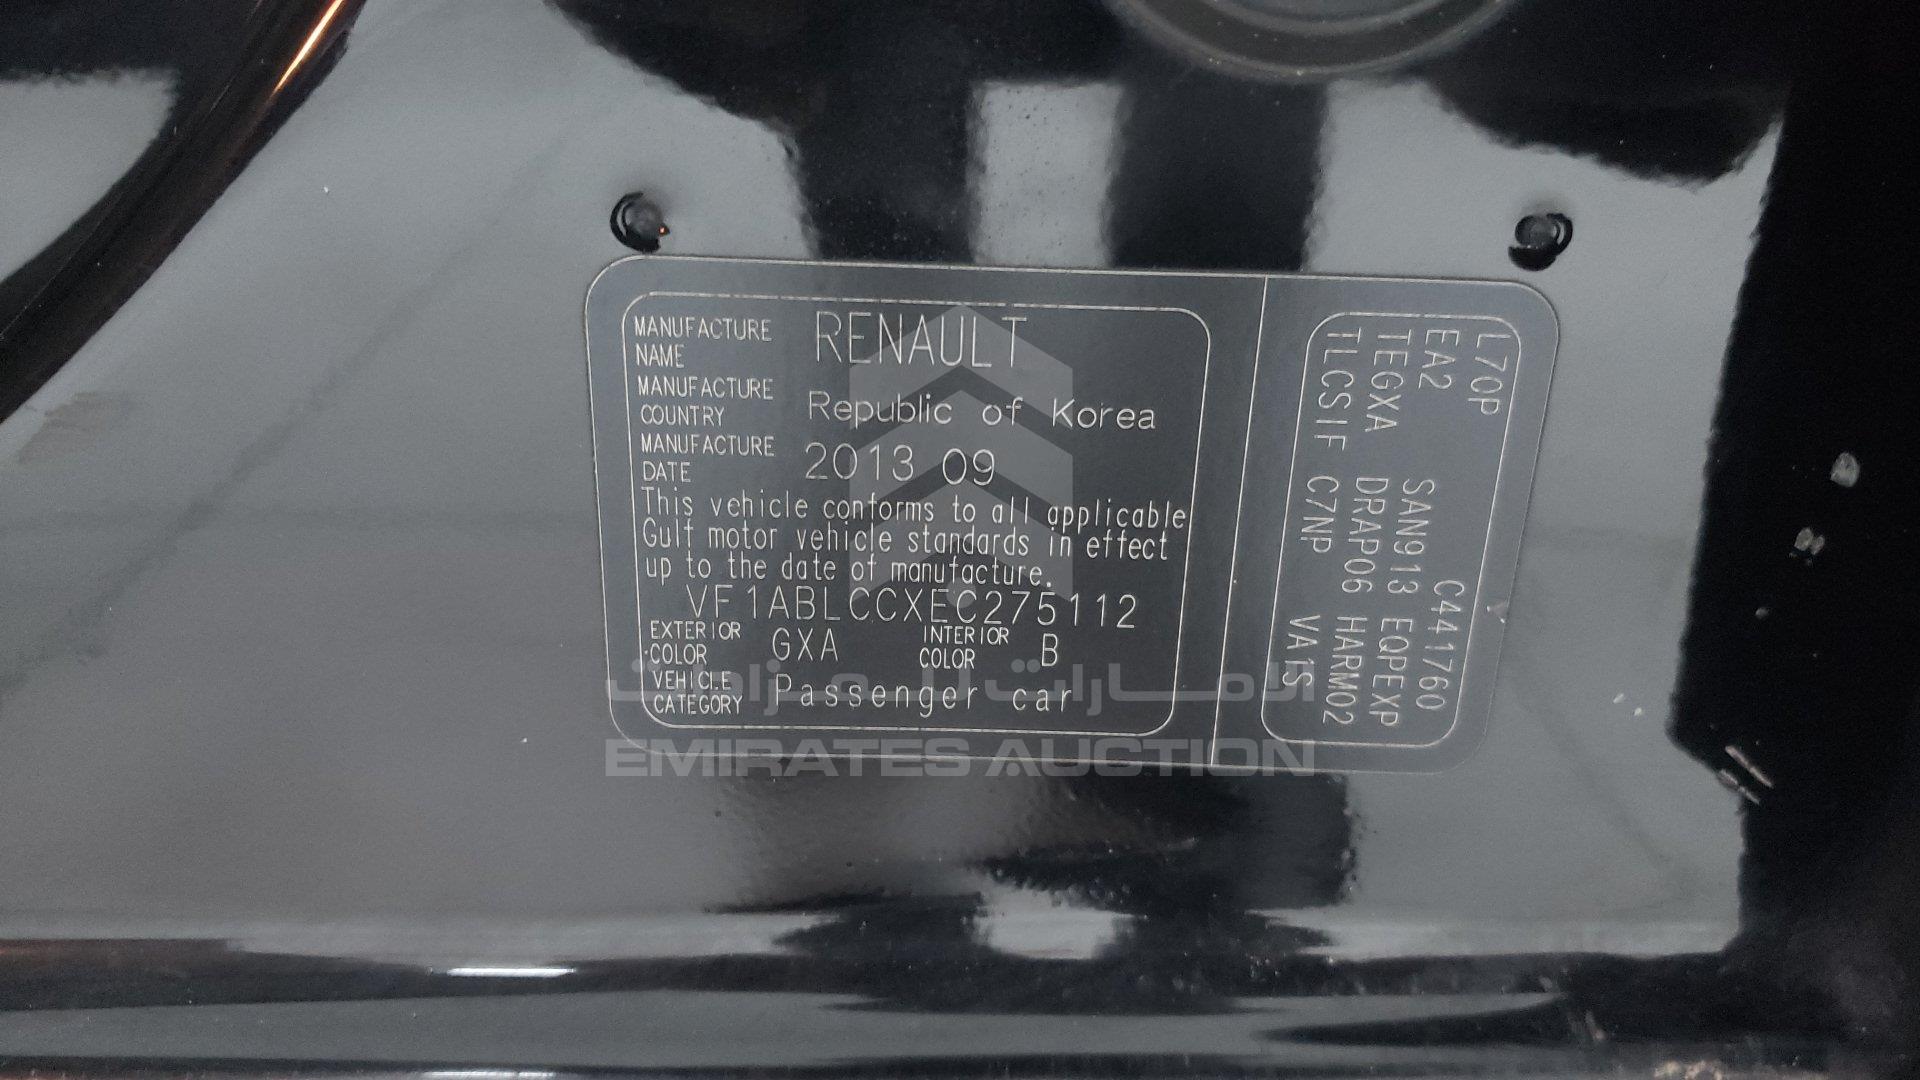 MANUFACTURE NAME RENAULT
MANUFACTURE COUNTRY Republic of Korea
MANUFACTURE DATE 2013 09
This vehicle conforms to all applicable
Gulf motor vehicle standards in effect
up to the date of manufacture.
VF1ABLCCXEC275112
EXTERIOR COLOR GXA INTERIOR COLOR B
VEHICLE CATEGORY Passenger car
L70P C441760
EA2 SAN913 EQPEXP
TEGXA DRAP06 HARM02
TLCSIF C7NP VA1S
الامارات للمزادات
EMIRATES AUCTION